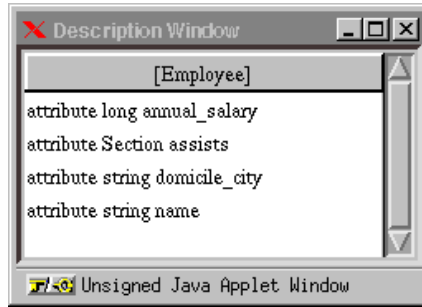 Description Window
[Employee]
attribute long annual_salary
attribute Section assists
attribute string domicile_city
attribute string name
Unsigned Java Applet Window